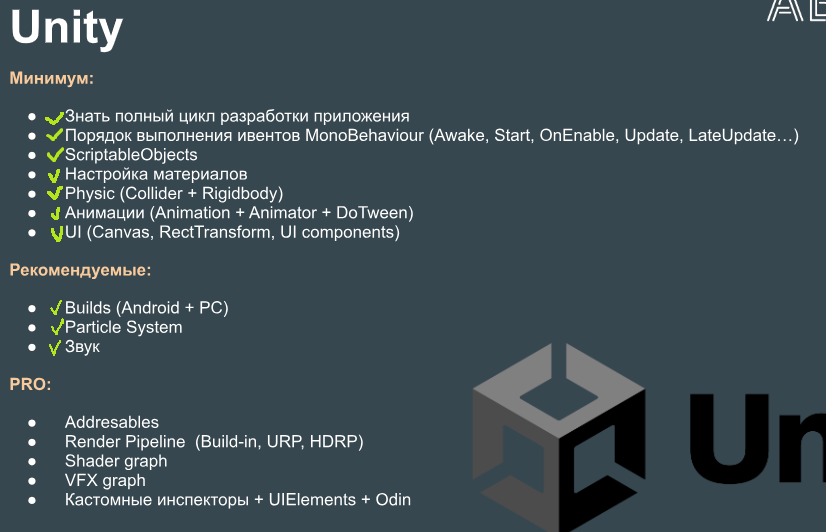 Unity
Минимум:
Знать полный цикл разработки приложения
Порядок выполнения ивентов MonoBehaviour (Awake, Start, OnEnable, Update, LateUpdate…)
ScriptableObjects
Настройка материалов
Physic (Collider + Rigidbody)
Анимации (Animation + Animator + DoTween)
UI (Canvas, RectTransform, UI components)
Рекомендуемые:
Builds (Android + PC)
Particle System
Звук
PRO:
Addresables
Render Pipeline  (Build-in, URP, HDRP)
Shader graph
VFX graph
Кастомные инспекторы + UIElements + Odin
Un